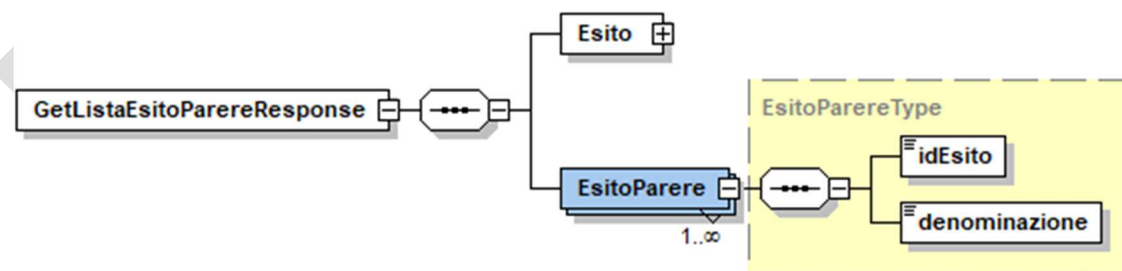 Esito
GetListaEsitoParereResponse
EsitoParereType
idEsito
EsitoParere
1..∞
denominazione